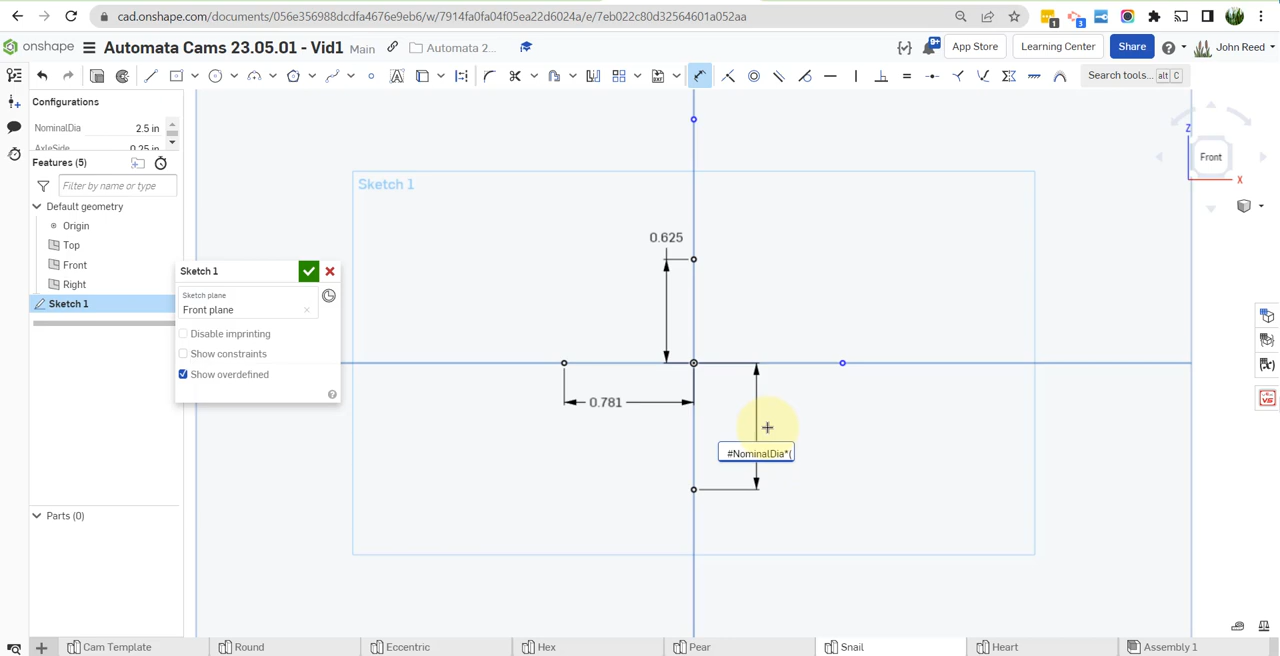 cad.onshape.com/documents/056e356988dcdfa4676e9eb6/w/7914fa0fa04f05ea22d6024a/e/7eb022c80d32564601a052aa
1
3
onshape
Automata Cams 23.05.01 - Vid1
Main
Automata 2...
9+
App Store
Learning Center
Share
John Reed
Search tools...
alt
C
Configurations
NominalDia
2.5 in
AxleSide
0.25 in
Features (5)
Filter by name or type
Default geometry
Origin
Top
Front
Right
Sketch 1
Sketch 1
Sketch plane
Front plane
Disable imprinting
Show constraints
Show overdefined
Parts (0)
Sketch 1
0.625
0.781
#NominalDia*(
Z
Front
X
Cam Template
Round
Eccentric
Hex
Pear
Snail
Heart
Assembly 1